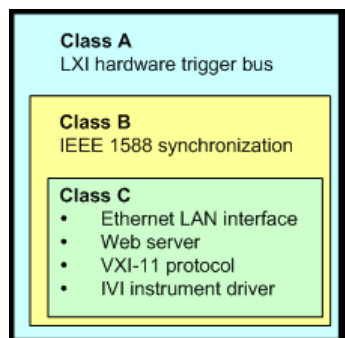 Class A
LXI hardware trigger bus
Class B
IEEE 1588 synchronization
Class C
• Ethernet LAN interface
• Web server
• VXI-11 protocol
• IVI instrument driver